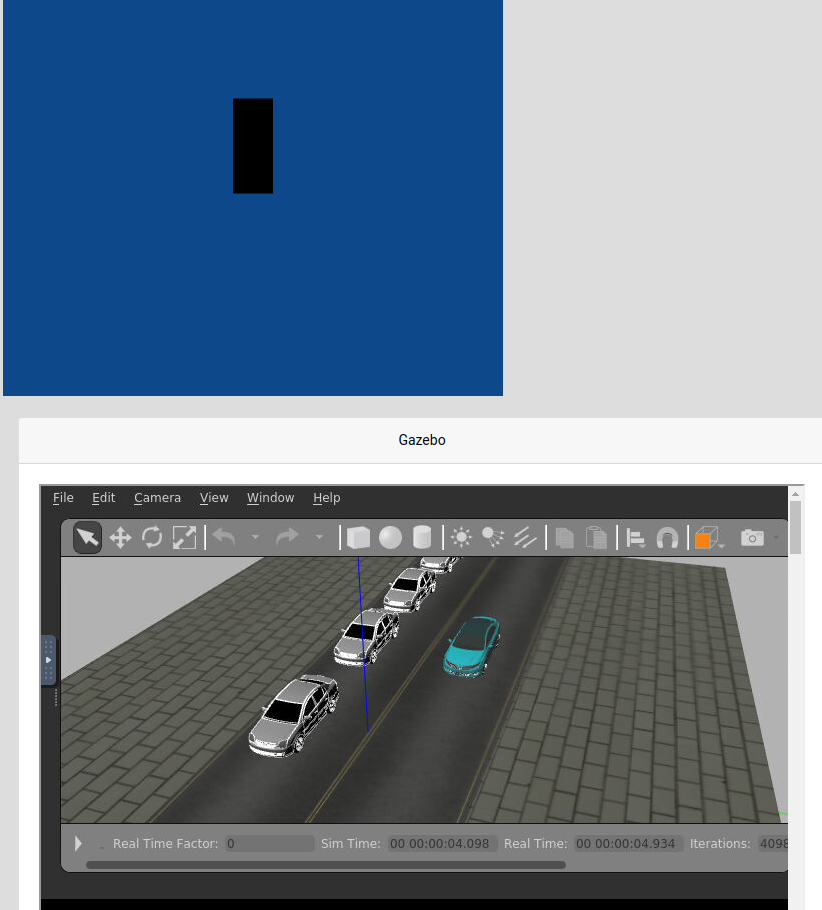 Gazebo
File Edit Camera View Window Help
Real Time Factor: 0 Sim Time: 00 00:00:04.098 Real Time: 00 00:00:04.934 Iterations: 4098